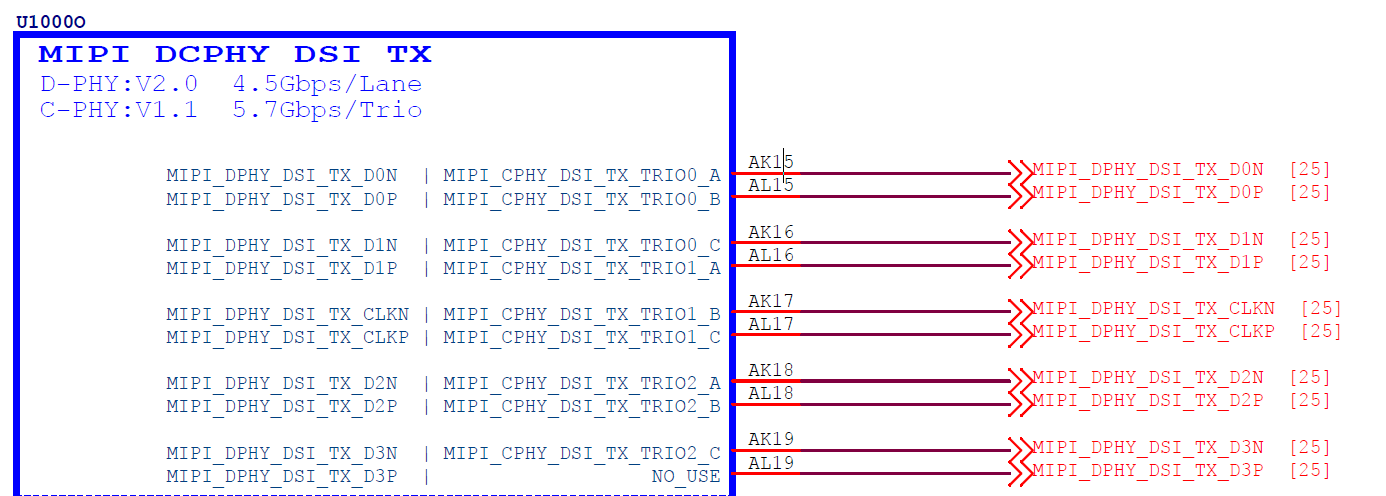 U1000O
MIPI DCPHY DSI TX
D-PHY:V2.0 4.5Gbps/Lane
C-PHY:V1.1 5.7Gbps/Trio
MIPI_DPHY_DSI_TX_D0N | MIPI_CPHY_DSI_TX_TRIO0_A AK15 MIPI_DPHY_DSI_TX_D0N [25]
MIPI_DPHY_DSI_TX_D0P | MIPI_CPHY_DSI_TX_TRIO0_B AL15 MIPI_DPHY_DSI_TX_D0P [25]
MIPI_DPHY_DSI_TX_D1N | MIPI_CPHY_DSI_TX_TRIO0_C AK16 MIPI_DPHY_DSI_TX_D1N [25]
MIPI_DPHY_DSI_TX_D1P | MIPI_CPHY_DSI_TX_TRIO1_A AL16 MIPI_DPHY_DSI_TX_D1P [25]
MIPI_DPHY_DSI_TX_CLKN | MIPI_CPHY_DSI_TX_TRIO1_B AK17 MIPI_DPHY_DSI_TX_CLKN [25]
MIPI_DPHY_DSI_TX_CLKP | MIPI_CPHY_DSI_TX_TRIO1_C AL17 MIPI_DPHY_DSI_TX_CLKP [25]
MIPI_DPHY_DSI_TX_D2N | MIPI_CPHY_DSI_TX_TRIO2_A AK18 MIPI_DPHY_DSI_TX_D2N [25]
MIPI_DPHY_DSI_TX_D2P | MIPI_CPHY_DSI_TX_TRIO2_B AL18 MIPI_DPHY_DSI_TX_D2P [25]
MIPI_DPHY_DSI_TX_D3N | MIPI_CPHY_DSI_TX_TRIO2_C AK19 MIPI_DPHY_DSI_TX_D3N [25]
MIPI_DPHY_DSI_TX_D3P | NO_USE AL19 MIPI_DPHY_DSI_TX_D3P [25]